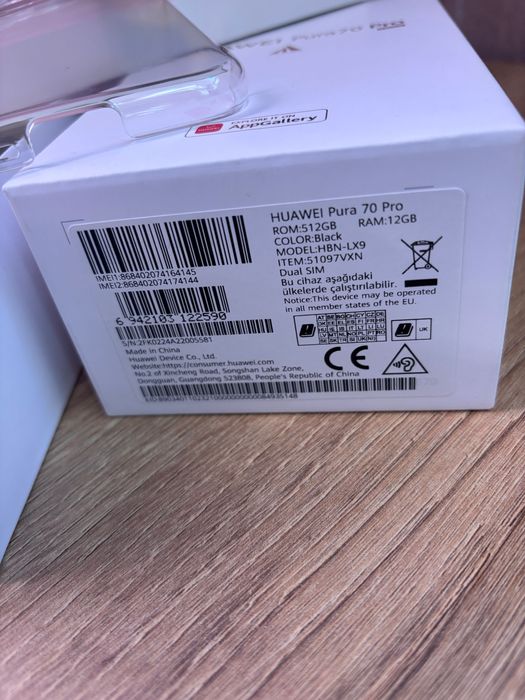 Pura70 Pro
EXPLORE IT ON
AppGallery
HUAWEI Pura 70 Pro
ROM:512GB RAM:12GB
COLOR:Black
MODEL:HBN-LX9
ITEM:51097VXN
Dual SIM
Bu cihaz aşağıdaki
ülkelerde çalıştırılabilir.
Notice:This device may be operated
in all member states of the EU.
IMEI1:868402074164145
IMEI2:868402074174144
6 942103 122590
S/N:2FK0224A22005581
Made in China
Huawei Device Co., Ltd.
Website:https://consumer.huawei.com
No.2 of Xincheng Road, Songshan Lake Zone,
Dongguan, Guangdong 523808, People's Republic of China
UK
CE